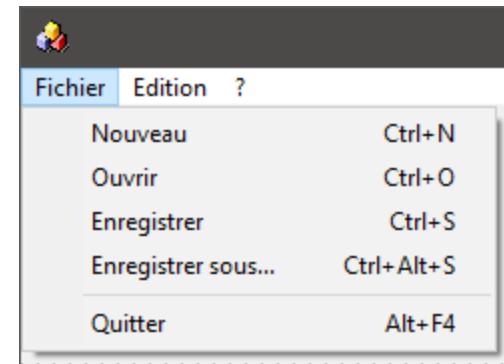 Fichier Edition ?
Nouveau Ctrl+N
Ouvrir Ctrl+O
Enregistrer Ctrl+S
Enregistrer sous... Ctrl+Alt+S
Quitter Alt+F4